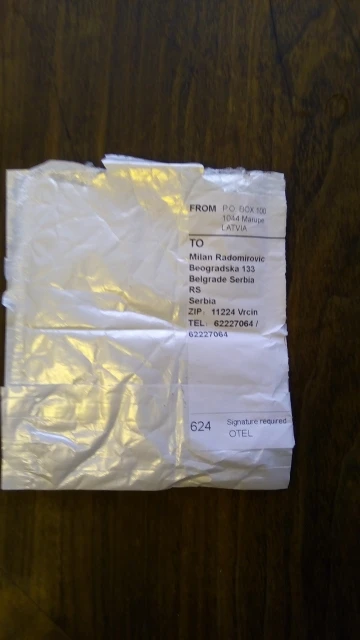 FROM P.O. BOX 100
1044 Marupe
LATVIA
TO
Milan Radomirovic
Beogradska 133
Belgrade Serbia
RS
Serbia
ZIP: 11224 Vrcin
TEL: 62227064 /
62227064
624 Signature required
OTEL